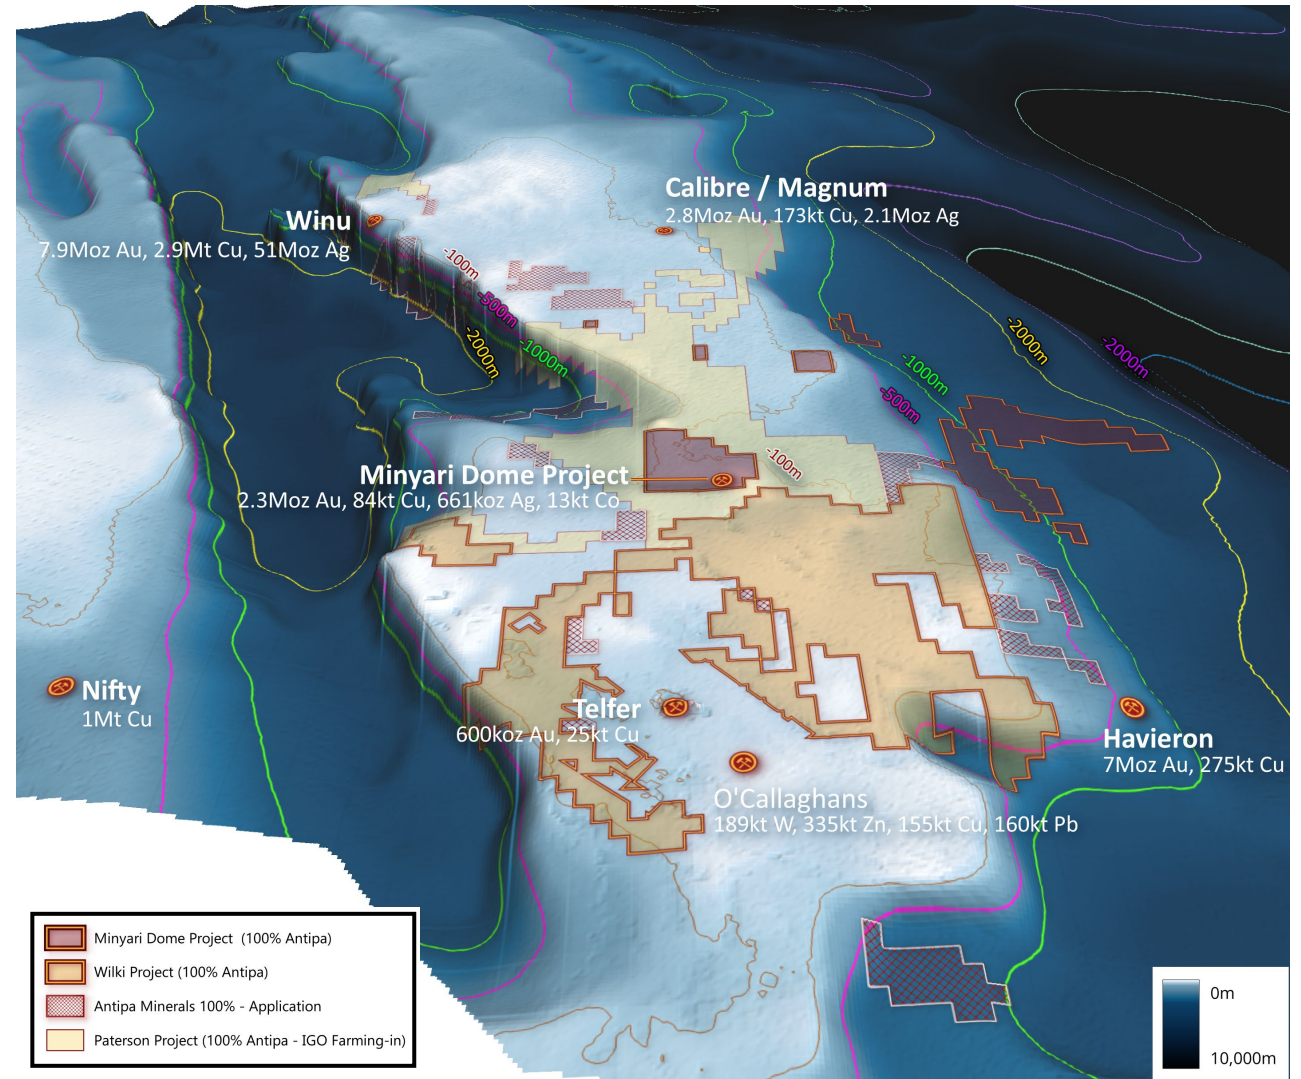 Calibre / Magnum
2.8Moz Au, 173kt Cu, 2.1Moz Ag
Winu
7.9Moz Au, 2.9Mt Cu, 51Moz Ag
-100m
-500m
-1000m
-2000m
-2000m
-2000m
-1000m
-500m
-100m
Minyari Dome Project
2.3Moz Au, 84kt Cu, 661koz Ag, 13kt Co
Nifty
1Mt Cu
Telfer
600koz Au, 25kt Cu
Havieron
7Moz Au, 275kt Cu
O'Callaghans
189kt W, 335kt Zn, 155kt Cu, 160kt Pb
Minyari Dome Project (100% Antipa)
Wilki Project (100% Antipa)
Antipa Minerals 100% - Application
Paterson Project (100% Antipa - IGO Farming-in)
0m
10,000m